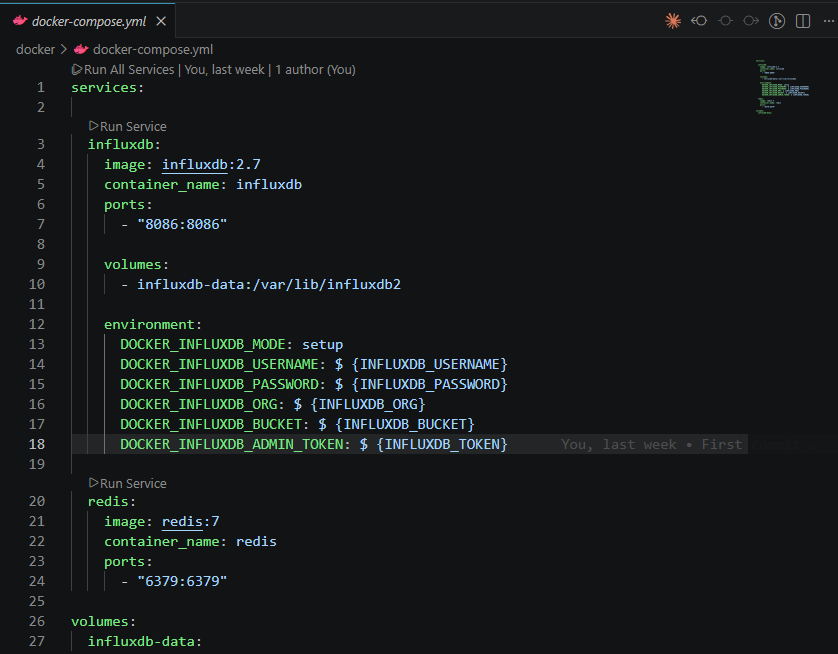 docker-compose.yml
docker > docker-compose.yml
Run All Services | You, last week | 1 author (You)
1 services:
2
Run Service
3 influxdb:
4 image: influxdb:2.7
5 container_name: influxdb
6 ports:
7 - "8086:8086"
8
9 volumes:
10 - influxdb-data:/var/lib/influxdb2
11
12 environment:
13 DOCKER_INFLUXDB_MODE: setup
14 DOCKER_INFLUXDB_USERNAME: $ {INFLUXDB_USERNAME}
15 DOCKER_INFLUXDB_PASSWORD: $ {INFLUXDB_PASSWORD}
16 DOCKER_INFLUXDB_ORG: $ {INFLUXDB_ORG}
17 DOCKER_INFLUXDB_BUCKET: $ {INFLUXDB_BUCKET}
18 DOCKER_INFLUXDB_ADMIN_TOKEN: $ {INFLUXDB_TOKEN} You, last week • First
19
Run Service
20 redis:
21 image: redis:7
22 container_name: redis
23 ports:
24 - "6379:6379"
25
26 volumes:
27 influxdb-data: